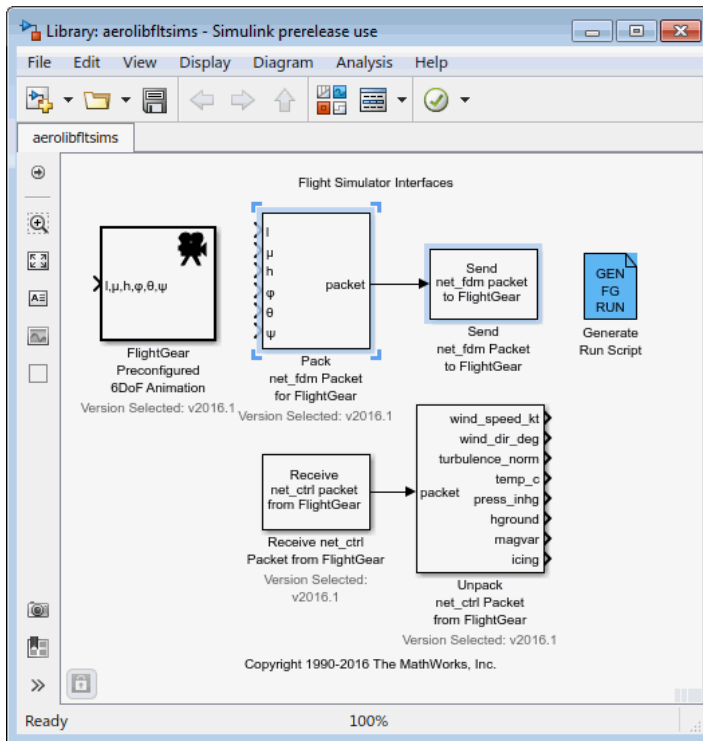 Library: aerolibfltsims - Simulink prerelease use
File Edit View Display Diagram Analysis Help
aerolibfltsims
Flight Simulator Interfaces
l,μ,h,φ,θ,ψ
FlightGear
Preconfigured
6DoF Animation
Version Selected: v2016.1
l
μ
h
φ
θ
ψ
packet
Pack
net_fdm Packet
for FlightGear
Version Selected: v2016.1
Send
net_fdm packet
to FlightGear
Send
net_fdm Packet
to FlightGear
GEN
FG
RUN
Generate
Run Script
Receive
net_ctrl packet
from FlightGear
Receive net_ctrl
Packet from FlightGear
Version Selected:
v2016.1
packet
wind_speed_kt
wind_dir_deg
turbulence_norm
temp_c
press_inhg
hground
magvar
icing
Unpack
net_ctrl Packet
from FlightGear
Version Selected: v2016.1
Copyright 1990-2016 The MathWorks, Inc.
Ready 100%